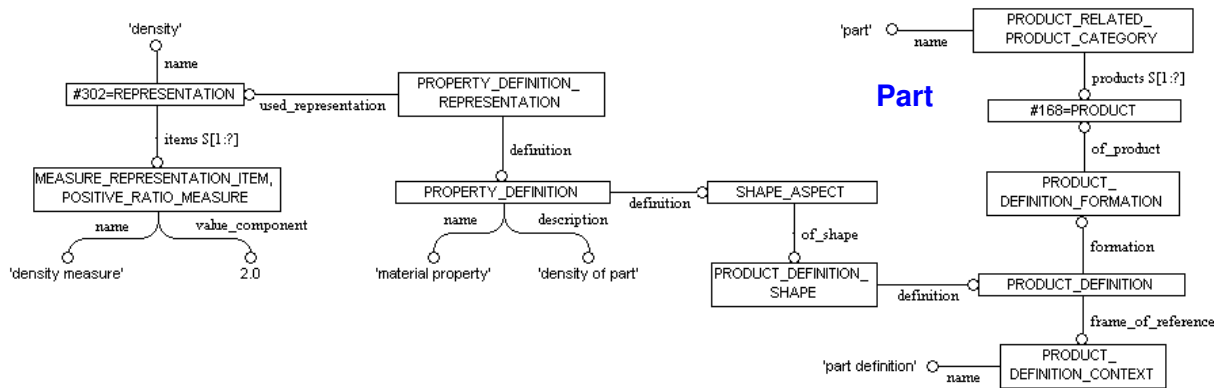 'density'
name
#302=REPRESENTATION
used_representation
PROPERTY_DEFINITION_
REPRESENTATION
items S[1:?]
definition
MEASURE_REPRESENTATION_ITEM,
POSITIVE_RATIO_MEASURE
name
value_component
'density measure'
2.0
PROPERTY_DEFINITION
name
description
'material property'
'density of part'
definition
SHAPE_ASPECT
of_shape
PRODUCT_DEFINITION_
SHAPE
definition
Part
'part'
name
PRODUCT_RELATED_
PRODUCT_CATEGORY
products S[1:?]
#168=PRODUCT
of_product
PRODUCT_
DEFINITION_FORMATION
formation
PRODUCT_DEFINITION
frame_of_reference
'part definition'
name
PRODUCT_
DEFINITION_CONTEXT